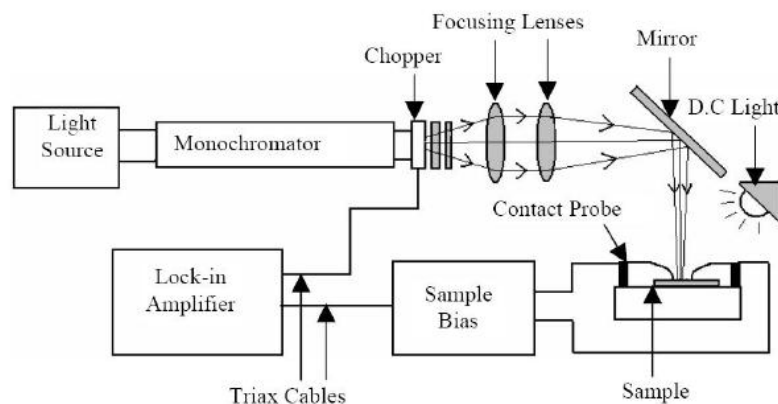 Focusing Lenses
Mirror
Chopper
D.C Light
Light
Source
Monochromator
Contact Probe
Lock-in
Amplifier
Sample
Bias
Triax Cables
Sample